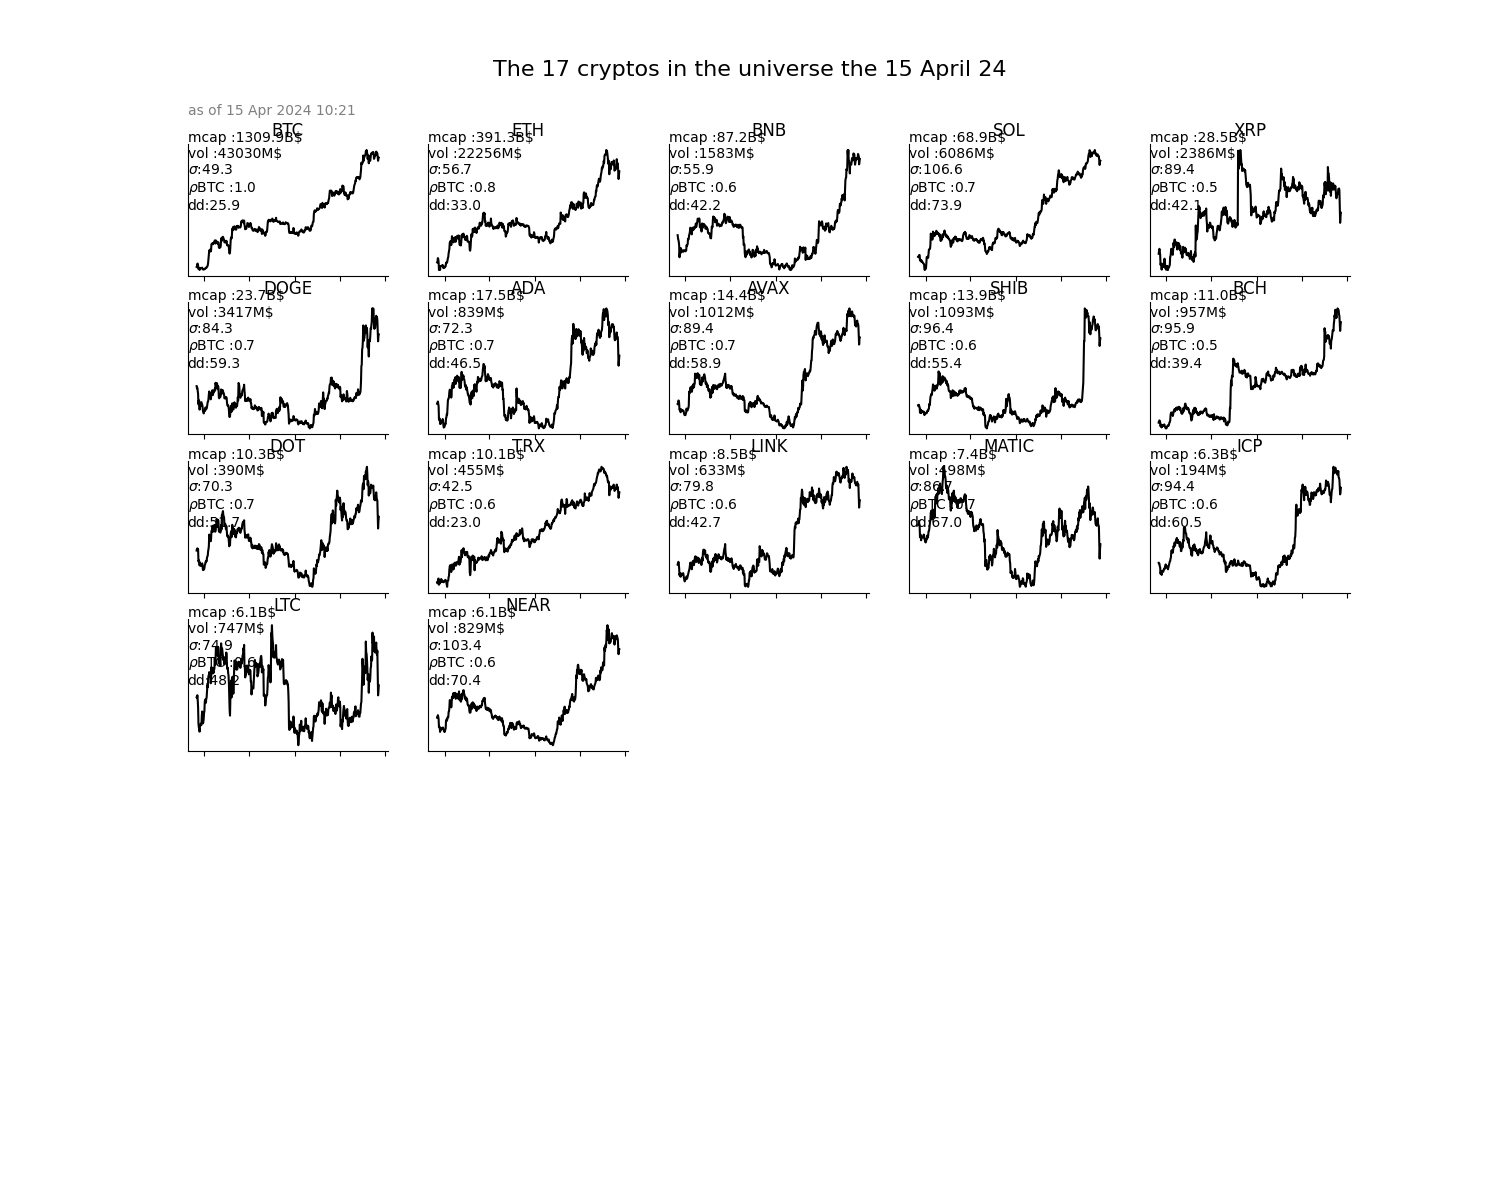 The 17 cryptos in the universe the 15 April 24
as of 15 Apr 2024 10:21
BTC
mcap :1309.9B$
vol :43030M$
σ:49.3
ρBTC :1.0
dd:25.9
ETH
mcap :391.3B$
vol :22256M$
σ:56.7
ρBTC :0.8
dd:33.0
BNB
mcap :87.2B$
vol :1583M$
σ:55.9
ρBTC :0.6
dd:42.2
SOL
mcap :68.9B$
vol :6086M$
σ:106.6
ρBTC :0.7
dd:73.9
XRP
mcap :28.5B$
vol :2386M$
σ:89.4
ρBTC :0.5
dd:42.1
DOGE
mcap :23.7B$
vol :3417M$
σ:84.3
ρBTC :0.7
dd:59.3
ADA
mcap :17.5B$
vol :839M$
σ:72.3
ρBTC :0.7
dd:46.5
AVAX
mcap :14.4B$
vol :1012M$
σ:89.4
ρBTC :0.7
dd:58.9
SHIB
mcap :13.9B$
vol :1093M$
σ:96.4
ρBTC :0.6
dd:55.4
BCH
mcap :11.0B$
vol :957M$
σ:95.9
ρBTC :0.5
dd:39.4
DOT
mcap :10.3B$
vol :390M$
σ:70.3
ρBTC :0.7
TRX
mcap :10.1B$
vol :455M$
σ:42.5
ρBTC :0.6
dd:23.0
LINK
mcap :8.5B$
vol :633M$
σ:79.8
ρBTC :0.6
dd:42.7
MATIC
mcap :7.4B$
vol :498M$
σ:86.7
ρBTC :0.7
dd:67.0
ICP
mcap :6.3B$
vol :194M$
σ:94.4
ρBTC :0.6
dd:60.5
LTC
mcap :6.1B$
vol :747M$
σ:74.9
ρBTC :0.6
dd:48.2
NEAR
mcap :6.1B$
vol :829M$
σ:103.4
ρBTC :0.6
dd:70.4